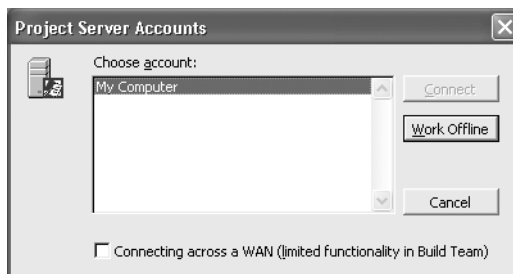 Project Server Accounts
Choose account:
My Computer
Connect
Work Offline
Cancel
Connecting across a WAN (limited functionality in Build Team)